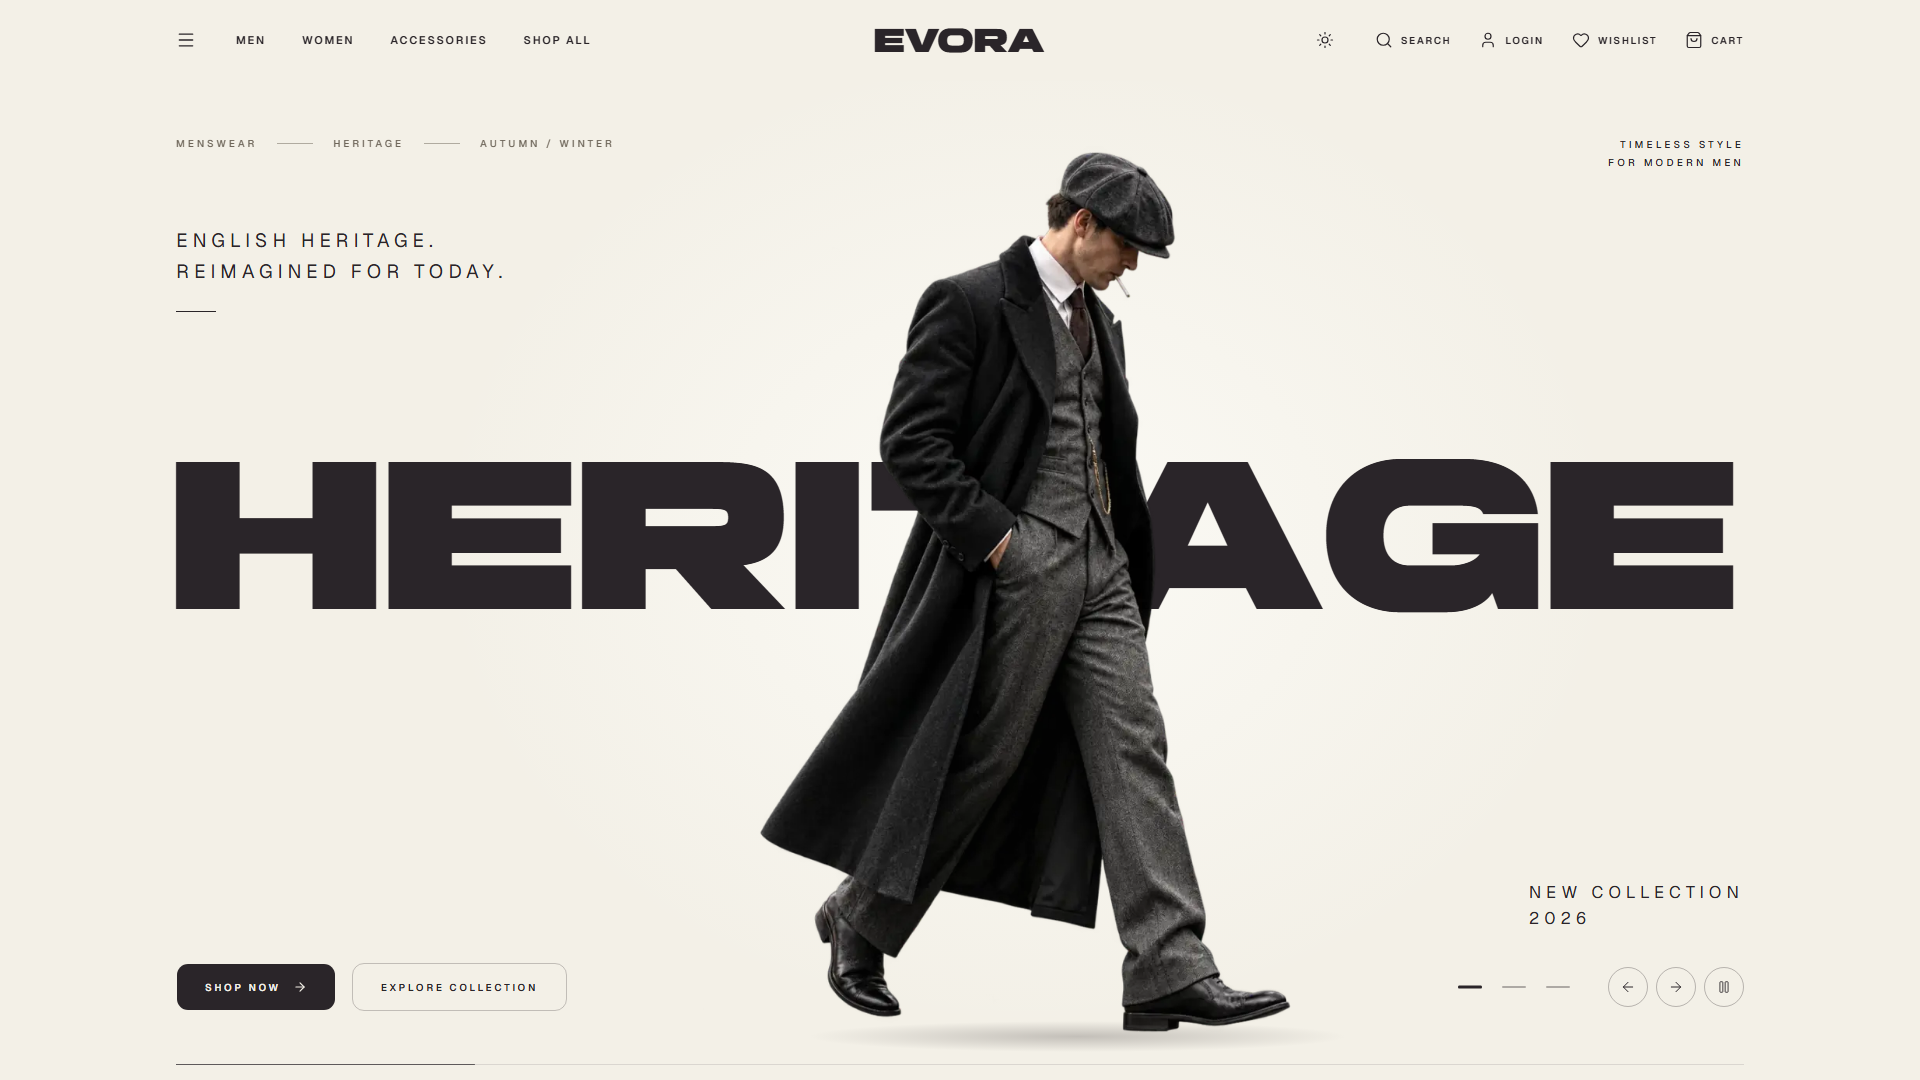 MEN WOMEN ACCESSORIES SHOP ALL EVORA SEARCH LOGIN WISHLIST CART
MENSWEAR HERITAGE AUTUMN / WINTER
TIMELESS STYLE
FOR MODERN MEN
ENGLISH HERITAGE.
REIMAGINED FOR TODAY.
HERITAGE
NEW COLLECTION
2026
SHOP NOW EXPLORE COLLECTION